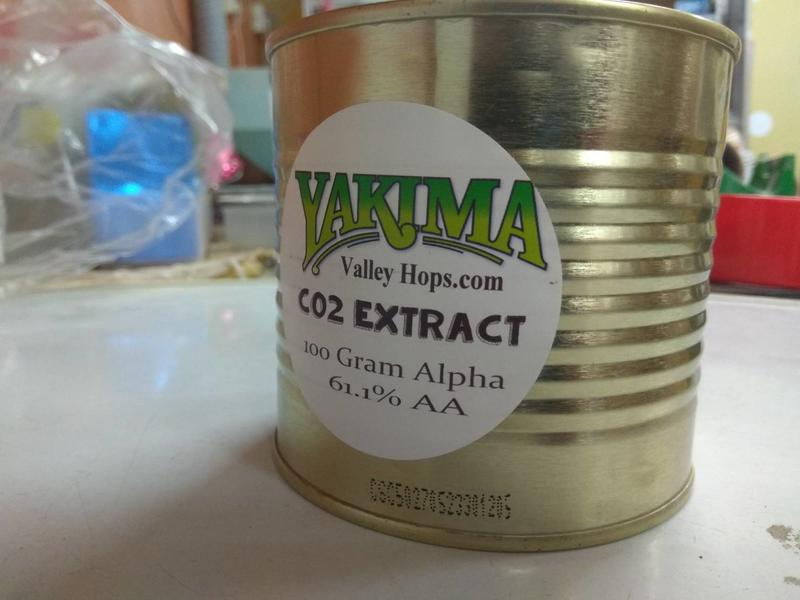 YAKIMA
Valley Hops.com
CO2 EXTRACT
100 Gram Alpha
61.1% AA